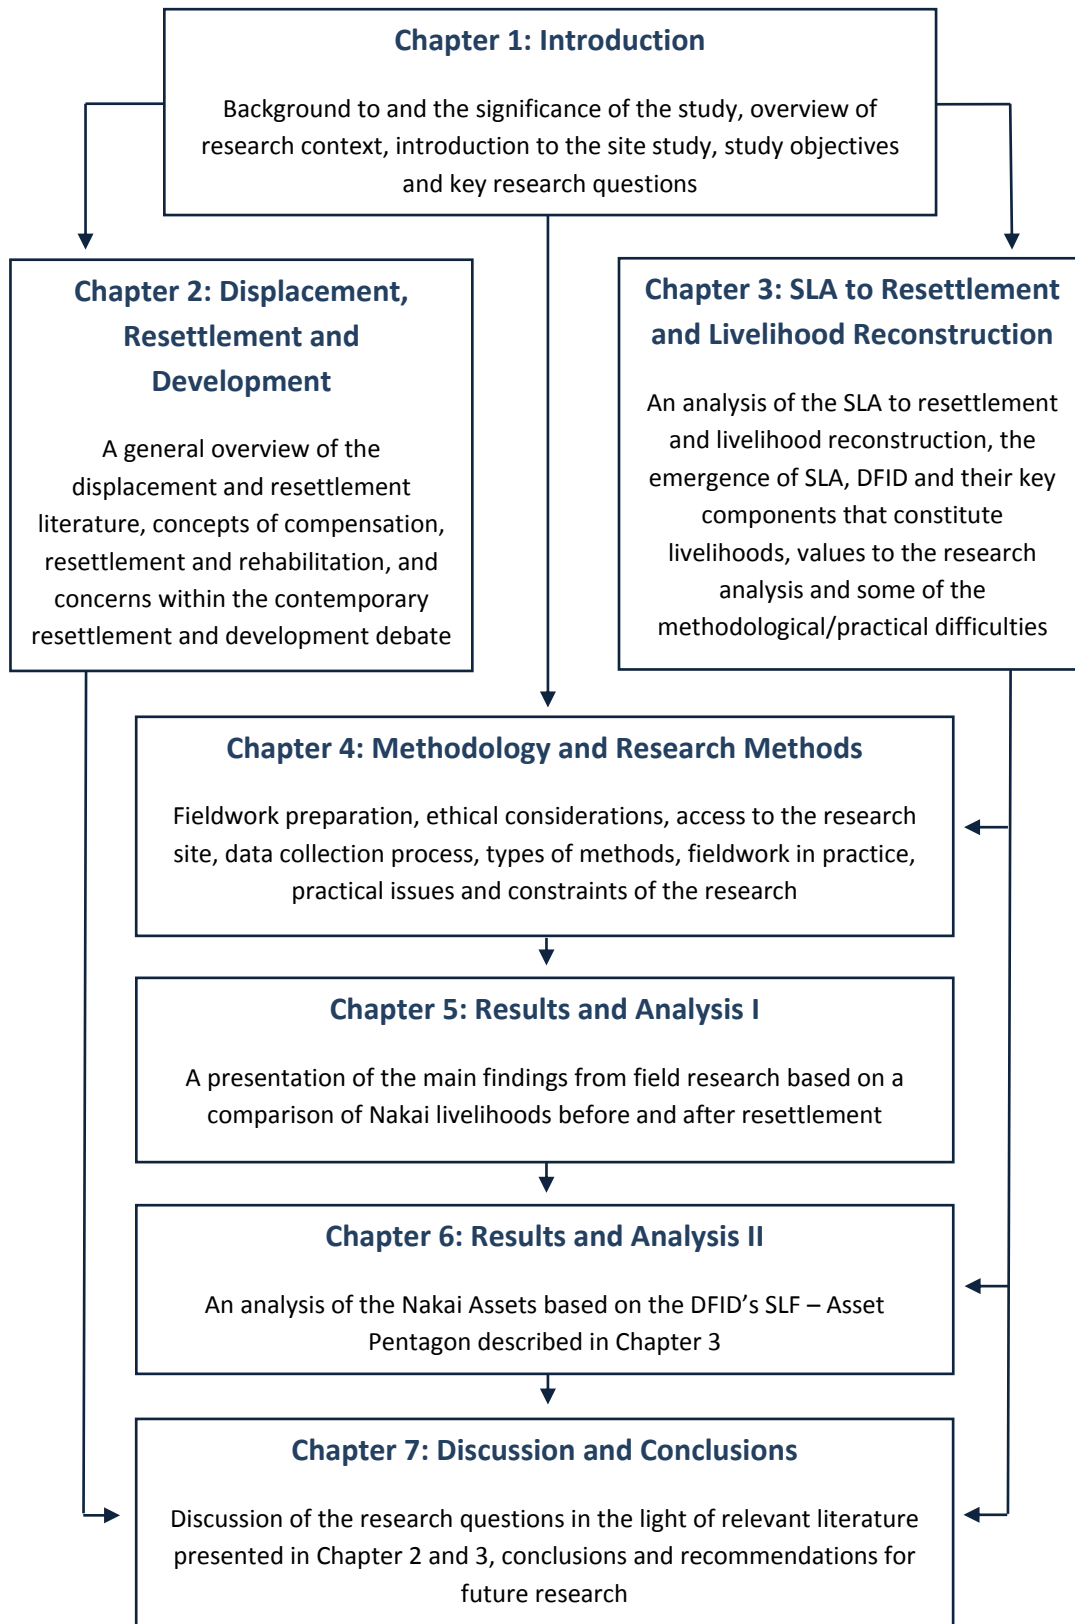 Chapter 1: Introduction
Background to and the significance of the study, overview of
research context, introduction to the site study, study objectives
and key research questions
Chapter 2: Displacement,
Resettlement and
Development
A general overview of the
displacement and resettlement
literature, concepts of compensation,
resettlement and rehabilitation, and
concerns within the contemporary
resettlement and development debate
Chapter 3: SLA to Resettlement
and Livelihood Reconstruction
An analysis of the SLA to resettlement
and livelihood reconstruction, the
emergence of SLA, DFID and their key
components that constitute
livelihoods, values to the research
analysis and some of the
methodological/practical difficulties
Chapter 4: Methodology and Research Methods
Fieldwork preparation, ethical considerations, access to the research
site, data collection process, types of methods, fieldwork in practice,
practical issues and constraints of the research
Chapter 5: Results and Analysis I
A presentation of the main findings from field research based on a
comparison of Nakai livelihoods before and after resettlement
Chapter 6: Results and Analysis II
An analysis of the Nakai Assets based on the DFID’s SLF – Asset
Pentagon described in Chapter 3
Chapter 7: Discussion and Conclusions
Discussion of the research questions in the light of relevant literature
presented in Chapter 2 and 3, conclusions and recommendations for
future research